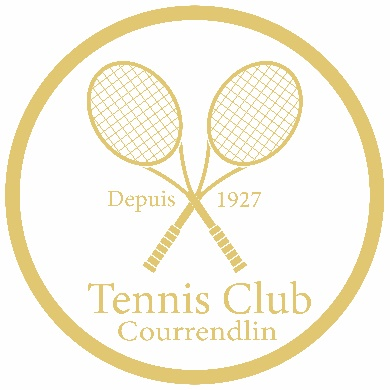 Depuis 1927
Tennis Club
Courrendlin